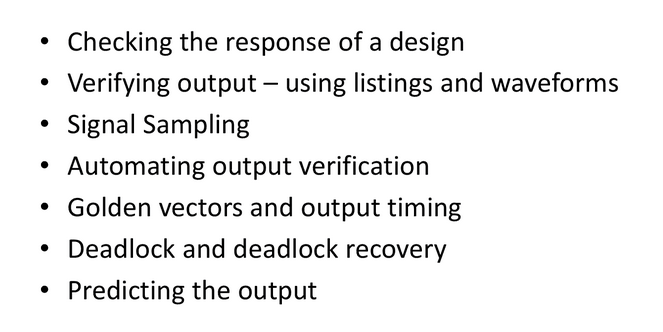 • Checking the response of a design
• Verifying output – using listings and waveforms
• Signal Sampling
• Automating output verification
• Golden vectors and output timing
• Deadlock and deadlock recovery
• Predicting the output